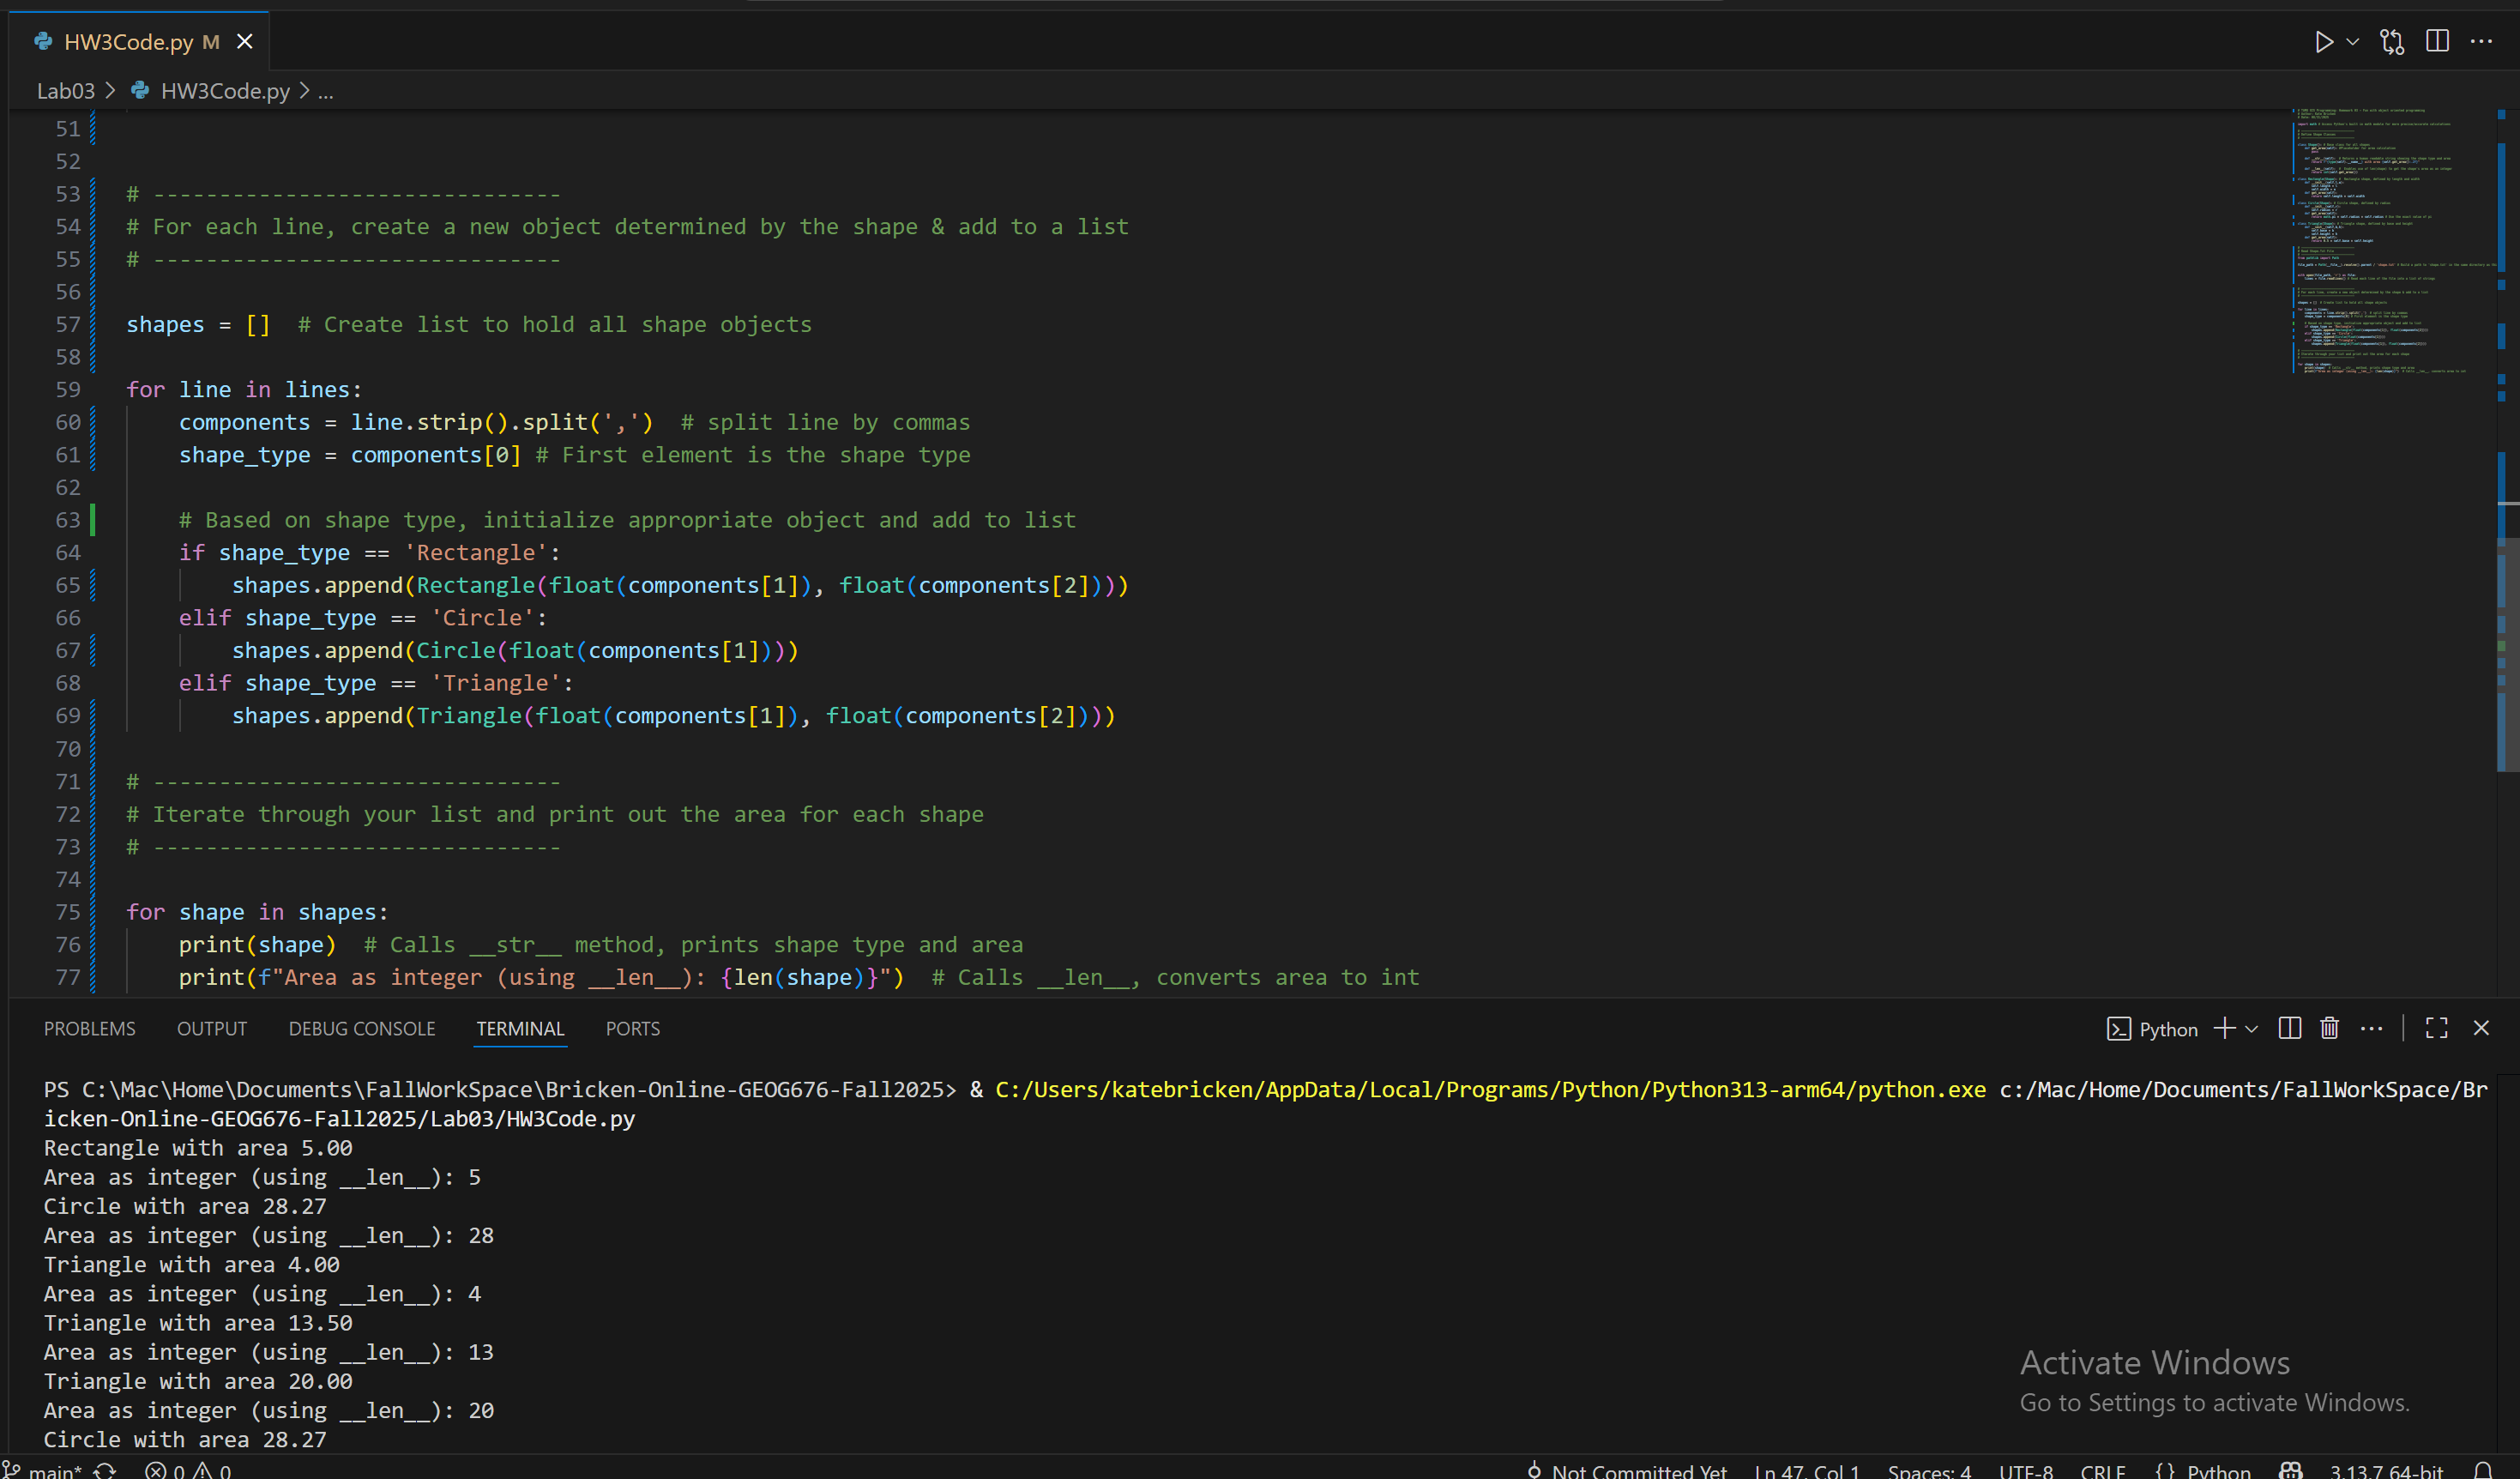 HW3Code.py M
Lab03 > HW3Code.py > ...
51
52
53 # -------------------------------
54 # For each line, create a new object determined by the shape & add to a list
55 # -------------------------------
56
57 shapes = []  # Create list to hold all shape objects
58
59 for line in lines:
60     components = line.strip().split(',')  # split line by commas
61     shape_type = components[0] # First element is the shape type
62
63     # Based on shape type, initialize appropriate object and add to list
64     if shape_type == 'Rectangle':
65         shapes.append(Rectangle(float(components[1]), float(components[2])))
66     elif shape_type == 'Circle':
67         shapes.append(Circle(float(components[1])))
68     elif shape_type == 'Triangle':
69         shapes.append(Triangle(float(components[1]), float(components[2])))
70
71 # -------------------------------
72 # Iterate through your list and print out the area for each shape
73 # -------------------------------
74
75 for shape in shapes:
76     print(shape)  # Calls __str__ method, prints shape type and area
77     print(f"Area as integer (using __len__): {len(shape)}")  # Calls __len__, converts area to int
PROBLEMS OUTPUT DEBUG CONSOLE TERMINAL PORTS Python
PS C:\Mac\Home\Documents\FallWorkSpace\Bricken-Online-GEOG676-Fall2025> & C:/Users/katebricken/AppData/Local/Programs/Python/Python313-arm64/python.exe c:/Mac/Home/Documents/FallWorkSpace/Br
icken-Online-GEOG676-Fall2025/Lab03/HW3Code.py
Rectangle with area 5.00
Area as integer (using __len__): 5
Circle with area 28.27
Area as integer (using __len__): 28
Triangle with area 4.00
Area as integer (using __len__): 4
Triangle with area 13.50
Area as integer (using __len__): 13
Triangle with area 20.00
Area as integer (using __len__): 20
Circle with area 28.27
Activate Windows
Go to Settings to activate Windows.
main* 0 0 Not Committed Yet Ln 47, Col 1 Spaces: 4 UTF-8 CRLF {} Python 3.13.7 64-bit